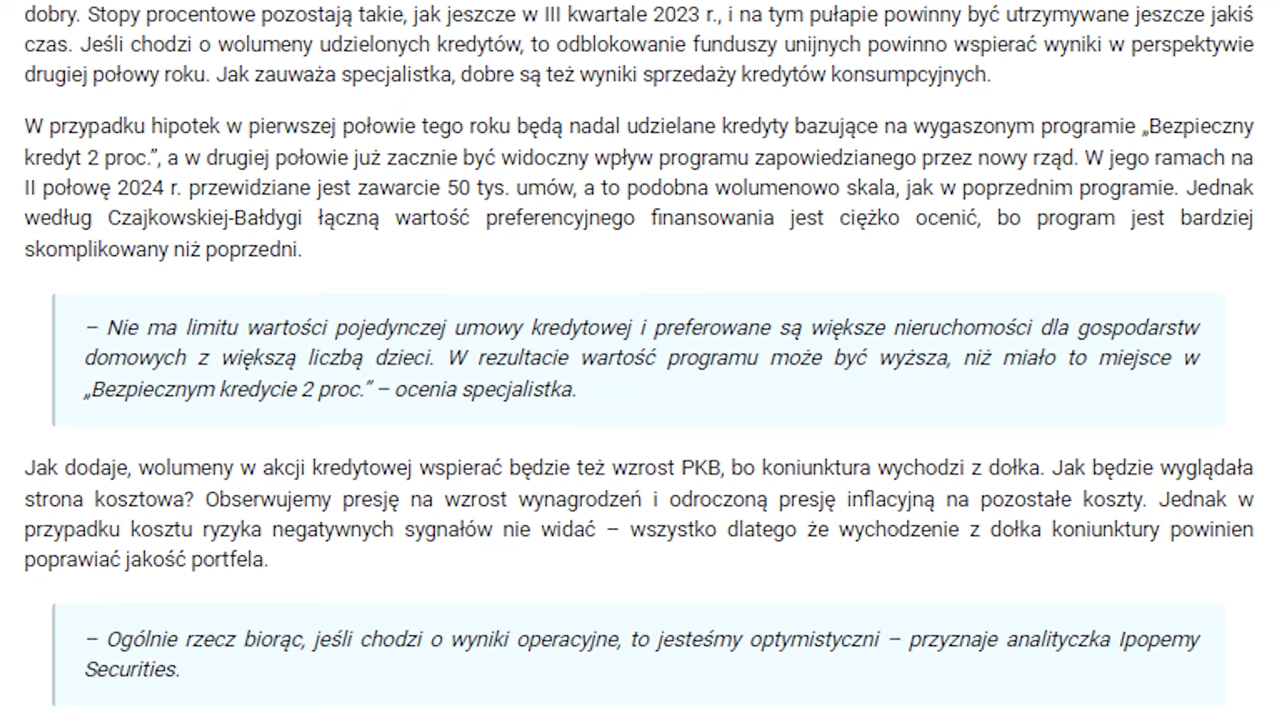 dobry. Stopy procentowe pozostają takie, jak jeszcze w III kwartale 2023 r., i na tym pułapie powinny być utrzymywane jeszcze jakiś
czas. Jeśli chodzi o wolumeny udzielonych kredytów, to odblokowanie funduszy unijnych powinno wspierać wyniki w perspektywie
drugiej połowy roku. Jak zauważa specjalistka, dobre są też wyniki sprzedaży kredytów konsumpcyjnych.
W przypadku hipotek w pierwszej połowie tego roku będą nadal udzielane kredyty bazujące na wygaszonym programie „Bezpieczny
kredyt 2 proc.”, a w drugiej połowie już zacznie być widoczny wpływ programu zapowiedzianego przez nowy rząd. W jego ramach na
II połowę 2024 r. przewidziane jest zawarcie 50 tys. umów, a to podobna wolumenowo skala, jak w poprzednim programie. Jednak
według Czajkowskiej-Bałdygi łączną wartość preferencyjnego finansowania jest ciężko ocenić, bo program jest bardziej
skomplikowany niż poprzedni.
– Nie ma limitu wartości pojedynczej umowy kredytowej i preferowane są większe nieruchomości dla gospodarstw
domowych z większą liczbą dzieci. W rezultacie wartość programu może być wyższa, niż miało to miejsce w
„Bezpiecznym kredycie 2 proc.” – ocenia specjalistka.
Jak dodaje, wolumeny w akcji kredytowej wspierać będzie też wzrost PKB, bo koniunktura wychodzi z dołka. Jak będzie wyglądała
strona kosztowa? Obserwujemy presję na wzrost wynagrodzeń i odroczoną presję inflacyjną na pozostałe koszty. Jednak w
przypadku kosztu ryzyka negatywnych sygnałów nie widać – wszystko dlatego że wychodzenie z dołka koniunktury powinien
poprawiać jakość portfela.
– Ogólnie rzecz biorąc, jeśli chodzi o wyniki operacyjne, to jesteśmy optymistyczni – przyznaje analityczka Ipopemy
Securities.